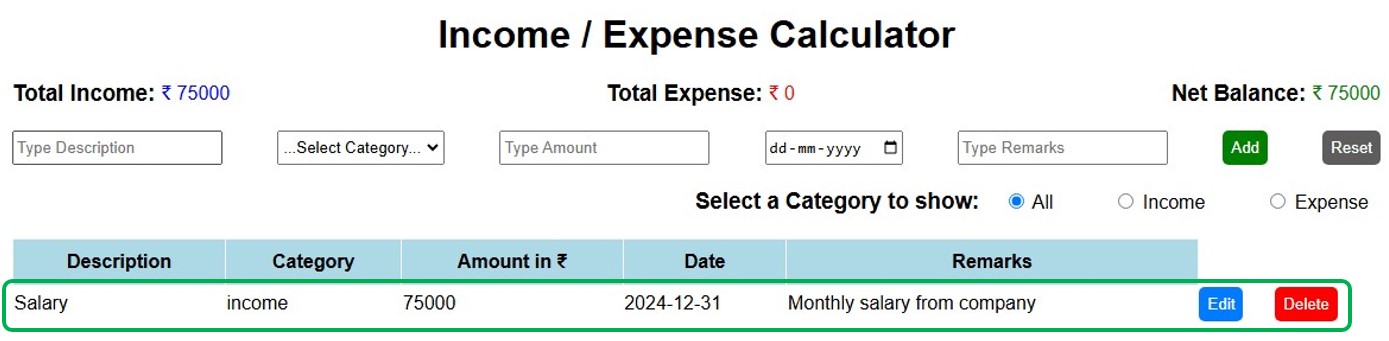 Income / Expense Calculator
Total Income: ₹ 75000 Total Expense: ₹ 0 Net Balance: ₹ 75000
Type Description ...Select Category... Type Amount dd-mm-yyyy Type Remarks Add Reset
Select a Category to show: All Income Expense
Description Category Amount in ₹ Date Remarks
Salary income 75000 2024-12-31 Monthly salary from company Edit Delete